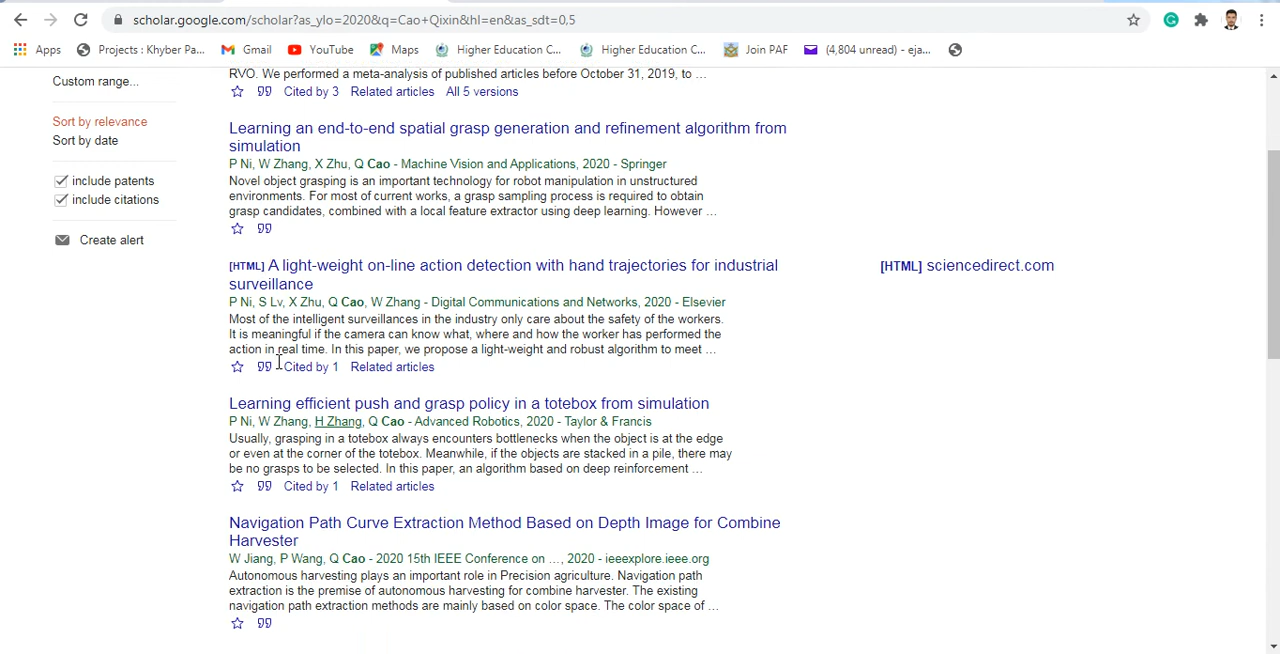 scholar.google.com/scholar?as_ylo=2020&q=Cao+Qixin&hl=en&as_sdt=0,5
Apps Projects : Khyber Pa... Gmail YouTube Maps Higher Education C... Higher Education C... Join PAF (4,804 unread) - eja...
Custom range...
Sort by relevance
Sort by date
include patents
include citations
Create alert
RVO. We performed a meta-analysis of published articles before October 31, 2019, to ...
Cited by 3 Related articles All 5 versions
Learning an end-to-end spatial grasp generation and refinement algorithm from
simulation
P Ni, W Zhang, X Zhu, Q Cao - Machine Vision and Applications, 2020 - Springer
Novel object grasping is an important technology for robot manipulation in unstructured
environments. For most of current works, a grasp sampling process is required to obtain
grasp candidates, combined with a local feature extractor using deep learning. However ...
[HTML] A light-weight on-line action detection with hand trajectories for industrial
surveillance
[HTML] sciencedirect.com
P Ni, S Lv, X Zhu, Q Cao, W Zhang - Digital Communications and Networks, 2020 - Elsevier
Most of the intelligent surveillances in the industry only care about the safety of the workers.
It is meaningful if the camera can know what, where and how the worker has performed the
action in real time. In this paper, we propose a light-weight and robust algorithm to meet ...
Cited by 1 Related articles
Learning efficient push and grasp policy in a totebox from simulation
P Ni, W Zhang, H Zhang, Q Cao - Advanced Robotics, 2020 - Taylor & Francis
Usually, grasping in a totebox always encounters bottlenecks when the object is at the edge
or even at the corner of the totebox. Meanwhile, if the objects are stacked in a pile, there may
be no grasps to be selected. In this paper, an algorithm based on deep reinforcement ...
Cited by 1 Related articles
Navigation Path Curve Extraction Method Based on Depth Image for Combine
Harvester
W Jiang, P Wang, Q Cao - 2020 15th IEEE Conference on ..., 2020 - ieeexplore.ieee.org
Autonomous harvesting plays an important role in Precision agriculture. Navigation path
extraction is the premise of autonomous harvesting for combine harvester. The existing
navigation path extraction methods are mainly based on color space. The color space of ...